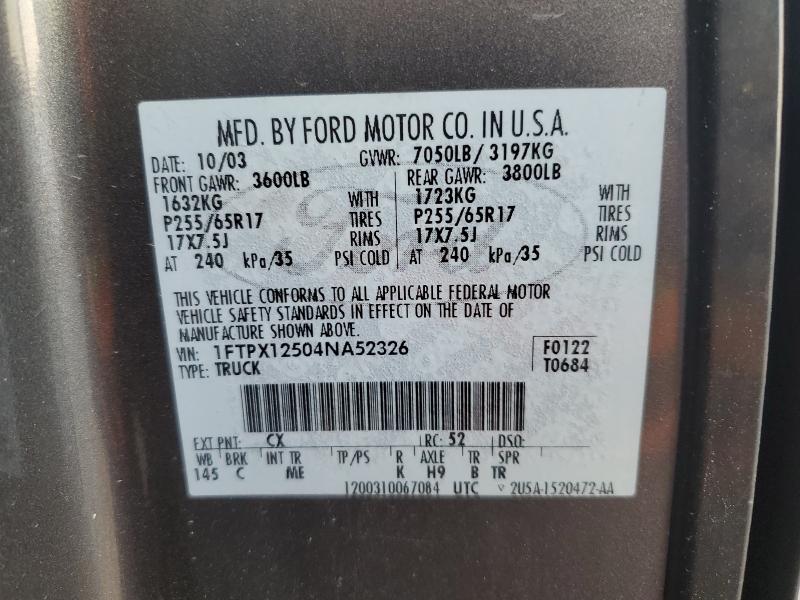 MFD. BY FORD MOTOR CO. IN U.S.A.
DATE: 10/03 GVWR: 7050LB / 3197KG
FRONT GAWR: 3600LB REAR GAWR: 3800LB
1632KG WITH 1723KG WITH
P255/65R17 TIRES P255/65R17 TIRES
17X7.5J RIMS 17X7.5J RIMS
AT 240 kPa/35 PSI COLD AT 240 kPa/35 PSI COLD
THIS VEHICLE CONFORMS TO ALL APPLICABLE FEDERAL MOTOR
VEHICLE SAFETY STANDARDS IN EFFECT ON THE DATE OF
MANUFACTURE SHOWN ABOVE.
VIN: 1FTPX12504NA52326 F0122
TYPE: TRUCK T0684
EXT PNT: CX RC: 52 DSO:
WB BRK INT TR TP/PS R AXLE TR SPR
145 C ME K H9 B TR
1200310067084 UTC V 2U5A-1520472-AA
Ford